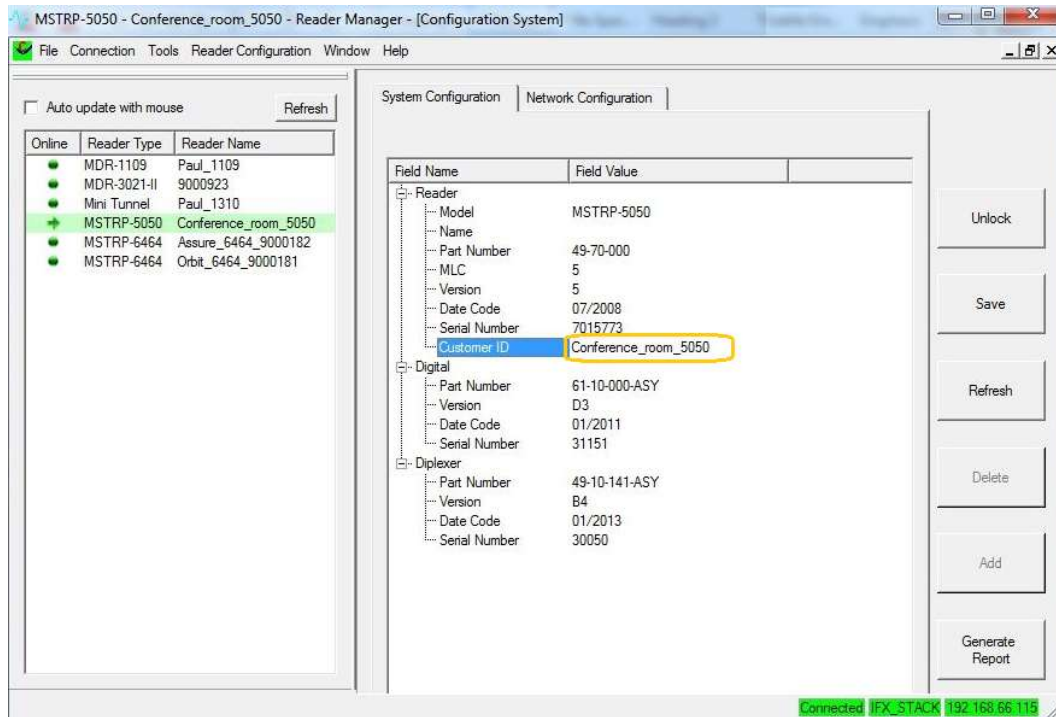 MSTRP-5050 - Conference_room_5050 - Reader Manager - [Configuration System]
File Connection Tools Reader Configuration Window Help
Auto update with mouse Refresh
Online Reader Type Reader Name
MDR-1109 Paul_1109
MDR-3021-II 9000923
Mini Tunnel Paul_1310
MSTRP-5050 Conference_room_5050
MSTRP-6464 Assure_6464_9000182
MSTRP-6464 Orbit_6464_9000181
System Configuration Network Configuration
Field Name Field Value
Reader
Model MSTRP-5050
Name
Part Number 49-70-000
MLC 5
Version 5
Date Code 07/2008
Serial Number 7015773
Customer ID Conference_room_5050
Digital
Part Number 61-10-000-ASY
Version D3
Date Code 01/2011
Serial Number 31151
Diplexer
Part Number 49-10-141-ASY
Version B4
Date Code 01/2013
Serial Number 30050
Unlock
Save
Refresh
Delete
Add
Generate
Report
Connected IFX_STACK 192.168.66.115